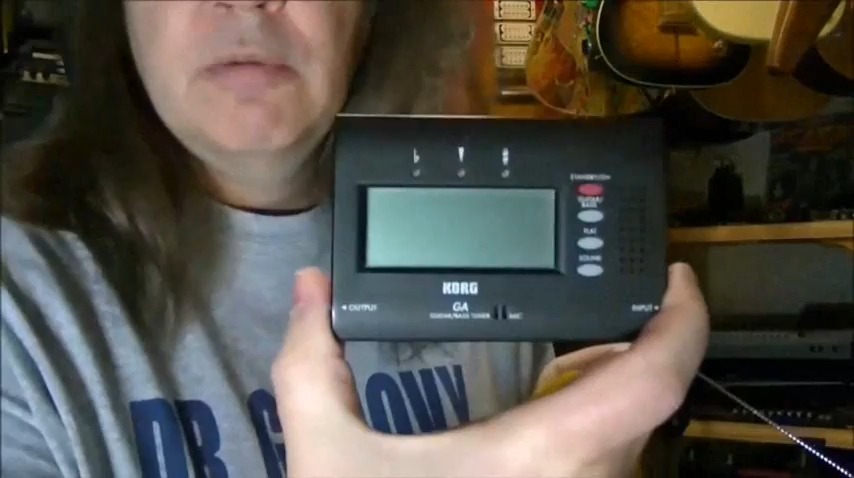 ♭ ♯
STANDBY/ON
GUITAR/
BASS
FLAT
SOUND
KORG
◄ OUTPUT
GA
INPUT ►
GUITAR/BASS TUNER
MIC